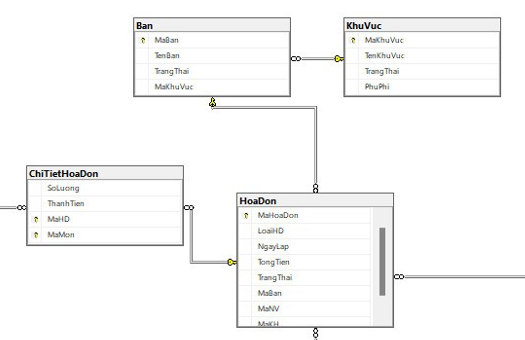 Ban
MaBan
TenBan
TrangThai
MaKhuVuc
KhuVuc
MaKhuVuc
TenKhuVuc
TrangThai
PhuPhi
ChiTietHoaDon
SoLuong
ThanhTien
MaHD
MaMon
HoaDon
MaHoaDon
LoaiHD
NgayLap
TongTien
TrangThai
MaBan
MaNV
MaKH